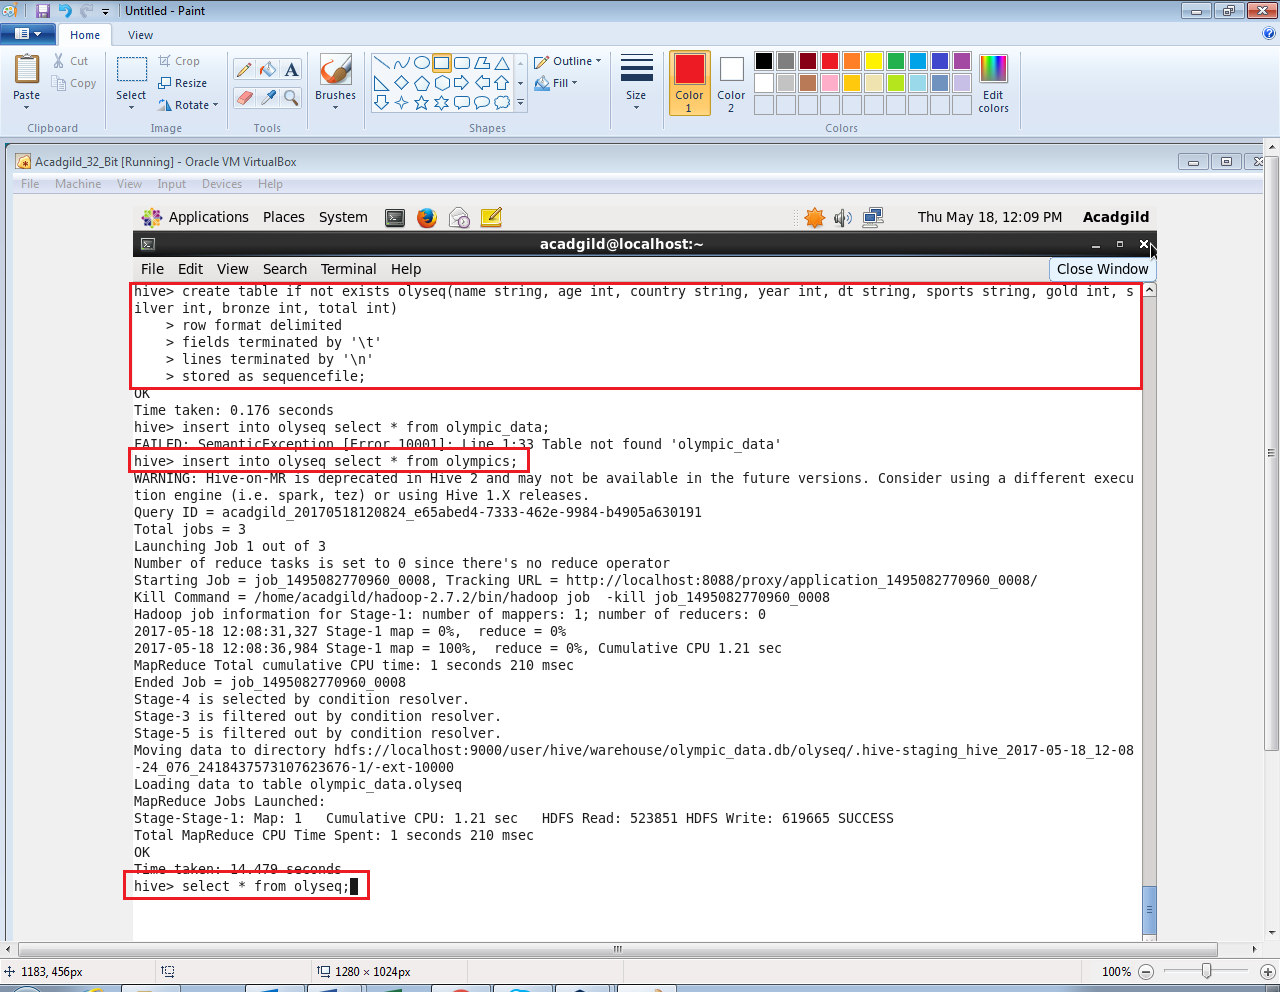 Untitled - Paint
Home
View
Paste
Cut
Copy
Clipboard
Select
Crop
Resize
Rotate
Image
Tools
Brushes
Shapes
Outline
Fill
Size
Color 1
Color 2
Edit colors
Colors
Acadgild_32_Bit [Running] - Oracle VM VirtualBox
File Machine View Input Devices Help
Applications Places System Thu May 18, 12:09 PM Acadgild
acadgild@localhost:~
File Edit View Search Terminal Help
Close Window
hive> create table if not exists olyseq(name string, age int, country string, year int, dt string, sports string, gold int, s
ilver int, bronze int, total int)
    > row format delimited
    > fields terminated by '\t'
    > lines terminated by '\n'
    > stored as sequencefile;
OK
Time taken: 0.176 seconds
hive> insert into olyseq select * from olympic_data;
FAILED: SemanticException [Error 10001]: Line 1:33 Table not found 'olympic_data'
hive> insert into olyseq select * from olympics;
WARNING: Hive-on-MR is deprecated in Hive 2 and may not be available in the future versions. Consider using a different execu
tion engine (i.e. spark, tez) or using Hive 1.X releases.
Query ID = acadgild_20170518120824_e65abed4-7333-462e-9984-b4905a630191
Total jobs = 3
Launching Job 1 out of 3
Number of reduce tasks is set to 0 since there's no reduce operator
Starting Job = job_1495082770960_0008, Tracking URL = http://localhost:8088/proxy/application_1495082770960_0008/
Kill Command = /home/acadgild/hadoop-2.7.2/bin/hadoop job  -kill job_1495082770960_0008
Hadoop job information for Stage-1: number of mappers: 1; number of reducers: 0
2017-05-18 12:08:31,327 Stage-1 map = 0%,  reduce = 0%
2017-05-18 12:08:36,984 Stage-1 map = 100%,  reduce = 0%, Cumulative CPU 1.21 sec
MapReduce Total cumulative CPU time: 1 seconds 210 msec
Ended Job = job_1495082770960_0008
Stage-4 is selected by condition resolver.
Stage-3 is filtered out by condition resolver.
Stage-5 is filtered out by condition resolver.
Moving data to directory hdfs://localhost:9000/user/hive/warehouse/olympic_data.db/olyseq/.hive-staging_hive_2017-05-18_12-08
-24_076_2418437573107623676-1/-ext-10000
Loading data to table olympic_data.olyseq
MapReduce Jobs Launched:
Stage-Stage-1: Map: 1   Cumulative CPU: 1.21 sec   HDFS Read: 523851 HDFS Write: 619665 SUCCESS
Total MapReduce CPU Time Spent: 1 seconds 210 msec
OK
Time taken: 14.479 seconds
hive> select * from olyseq;
1183, 456px
1280 × 1024px
100%